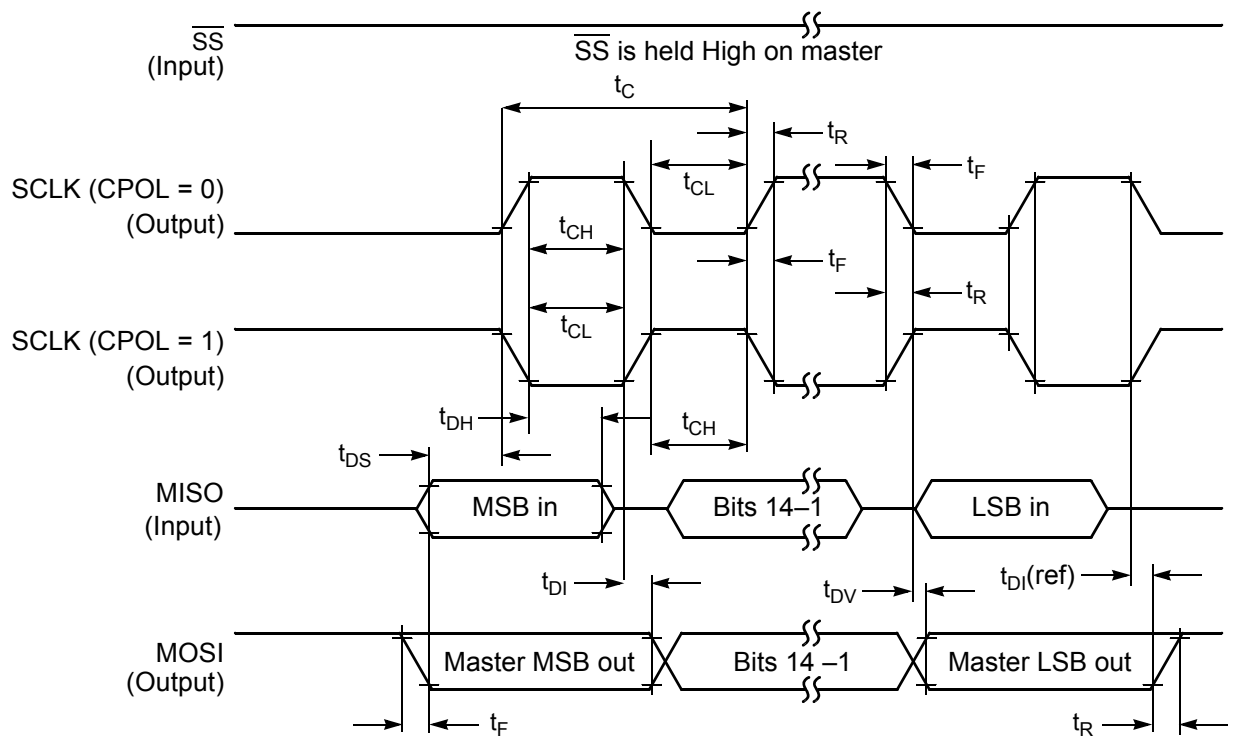 SS
(Input)
SS is held High on master
tC
tR
tF
SCLK (CPOL = 0)
(Output)
tCL
tCH
tF
tR
tCL
SCLK (CPOL = 1)
(Output)
tDH
tCH
tDS
MISO
(Input)
MSB in
Bits 14–1
LSB in
tDI
tDV
tDI(ref)
MOSI
(Output)
Master MSB out
Bits 14 –1
Master LSB out
tF
tR